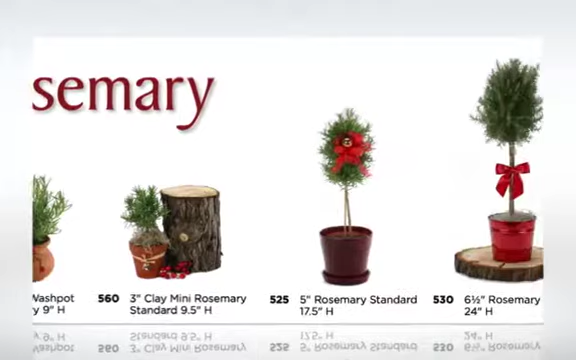 semary
Washpot
y 9" H
560 3" Clay Mini Rosemary
Standard 9.5" H
525 5" Rosemary Standard
17.5" H
530 6½" Rosemary
24" H